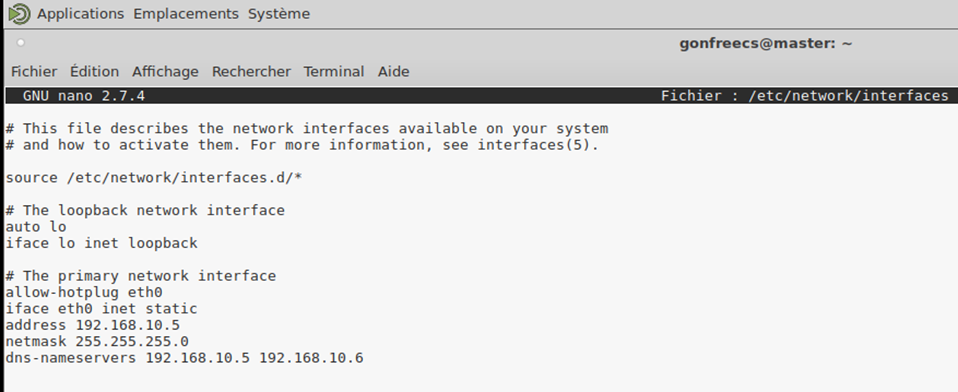 Applications Emplacements Système
gonfreecs@master: ~
Fichier Édition Affichage Rechercher Terminal Aide
GNU nano 2.7.4 Fichier : /etc/network/interfaces
# This file describes the network interfaces available on your system
# and how to activate them. For more information, see interfaces(5).
source /etc/network/interfaces.d/*
# The loopback network interface
auto lo
iface lo inet loopback
# The primary network interface
allow-hotplug eth0
iface eth0 inet static
address 192.168.10.5
netmask 255.255.255.0
dns-nameservers 192.168.10.5 192.168.10.6